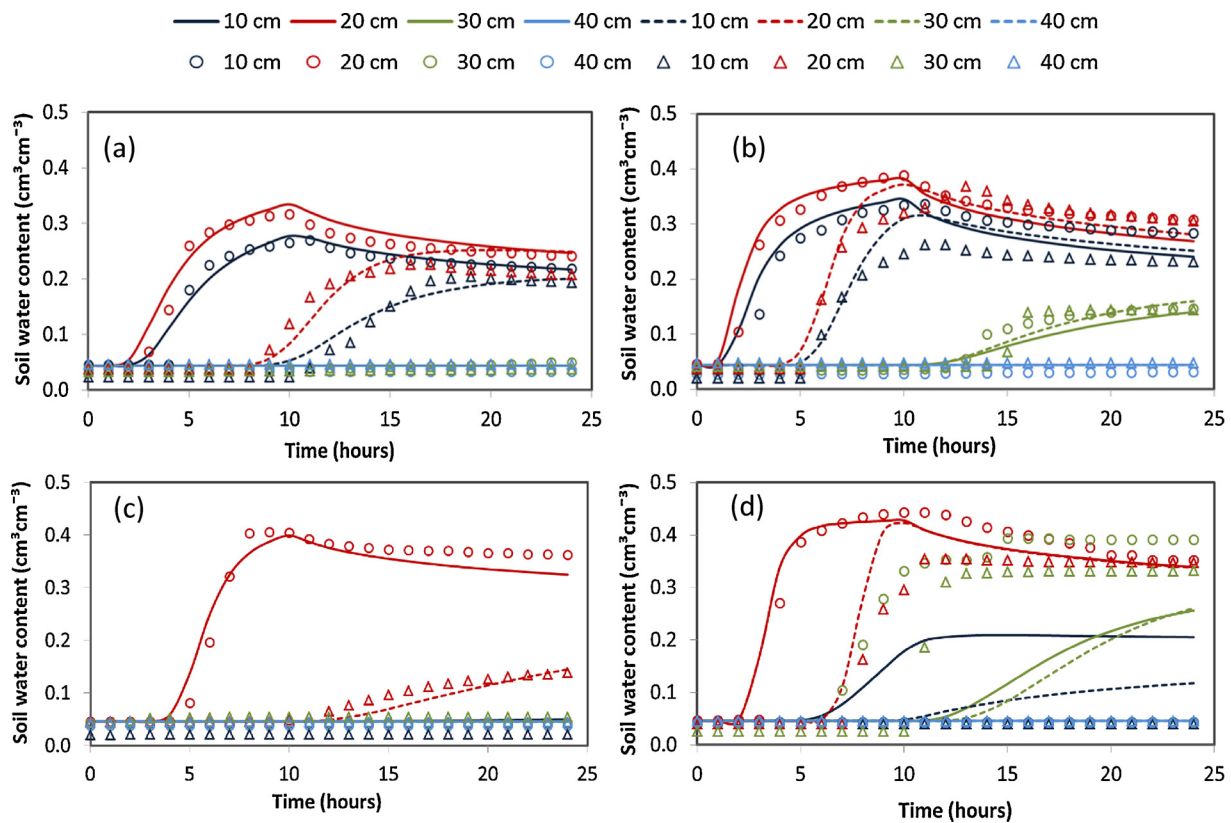 10 cm 20 cm 30 cm 40 cm 10 cm 20 cm 30 cm 40 cm
10 cm 20 cm 30 cm 40 cm 10 cm 20 cm 30 cm 40 cm
(a)
Soil water content (cm³cm⁻³)
0.5
0.4
0.3
0.2
0.1
0.0
0 5 10 15 20 25
Time (hours)
(b)
Soil water content (cm³cm⁻³)
0.5
0.4
0.3
0.2
0.1
0.0
0 5 10 15 20 25
Time (hours)
(c)
Soil water content (cm³cm⁻³)
0.5
0.4
0.3
0.2
0.1
0.0
0 5 10 15 20 25
Time (hours)
(d)
Soil water content (cm³cm⁻³)
0.5
0.4
0.3
0.2
0.1
0.0
0 5 10 15 20 25
Time (hours)